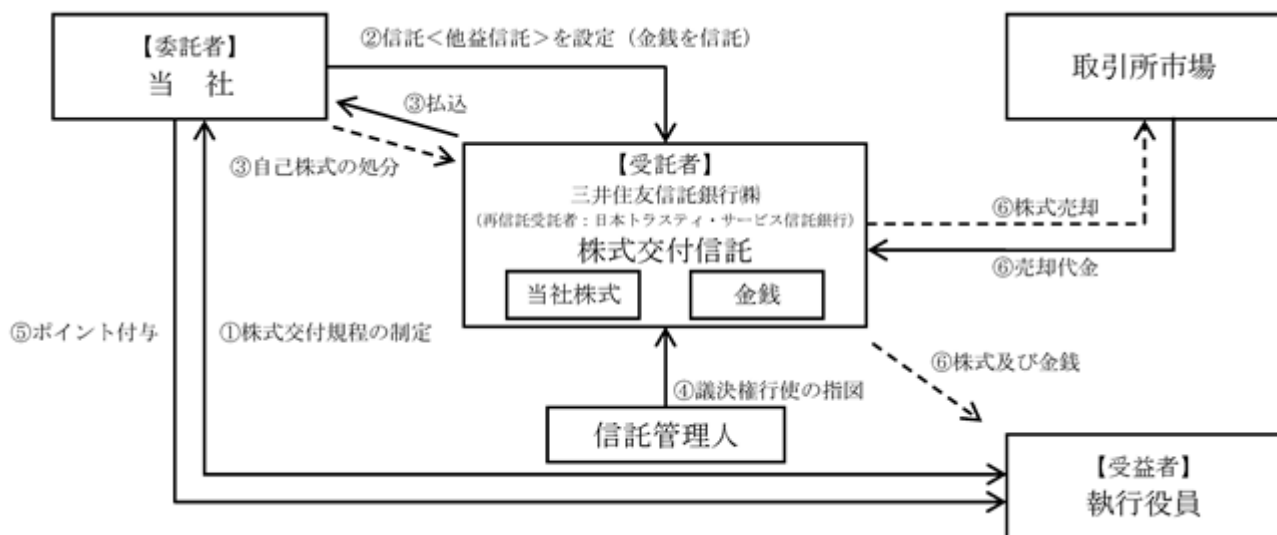 【委託者】
当　社
②信託＜他益信託＞を設定（金銭を信託）
取引所市場
③払込
③自己株式の処分
【受託者】
三井住友信託銀行㈱
（再信託受託者：日本トラスティ・サービス信託銀行）
株式交付信託
当社株式
金銭
⑥株式売却
⑥売却代金
⑤ポイント付与
①株式交付規程の制定
⑥株式及び金銭
④議決権行使の指図
信託管理人
【受益者】
執行役員